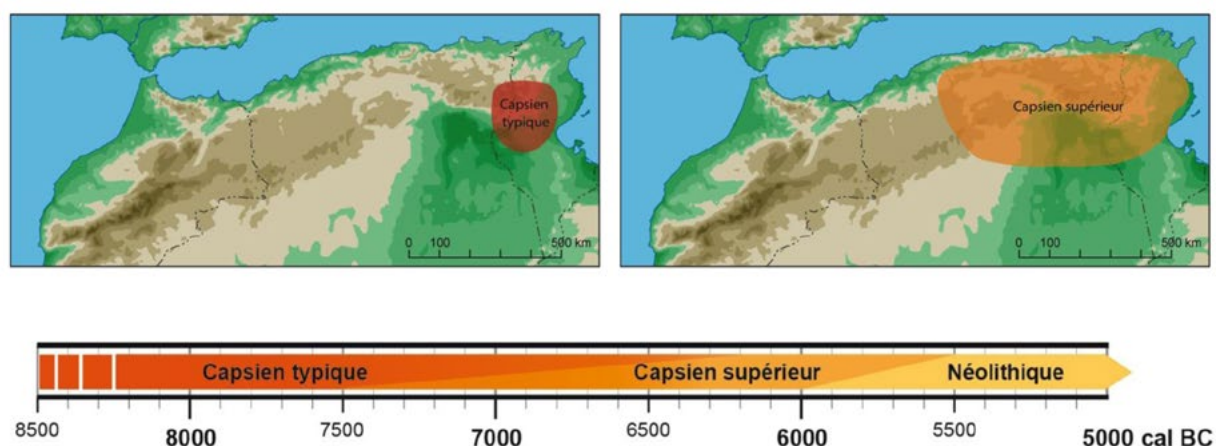 Capsien
typique
0 100 500 km
Capsien supérieur
0 100 500 km
Capsien typique Capsien supérieur Néolithique
8500 8000 7500 7000 6500 6000 5500 5000 cal BC